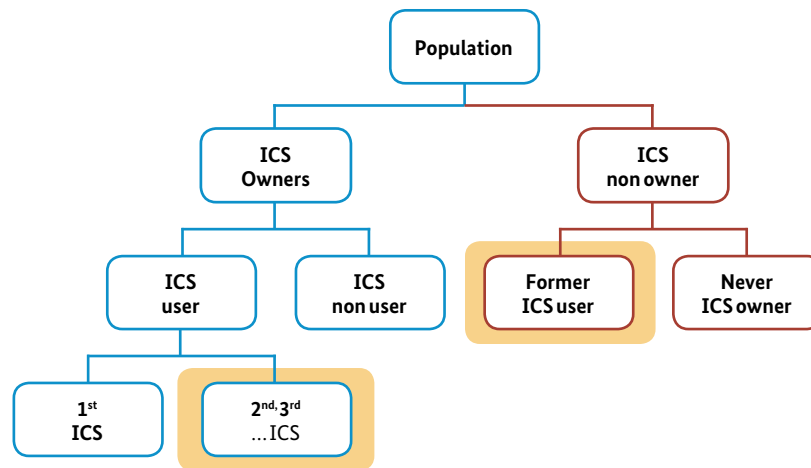 Population
ICS
Owners
ICS
non owner
ICS
user
ICS
non user
Former
ICS user
Never
ICS owner
1st
ICS
2nd, 3rd
...ICS